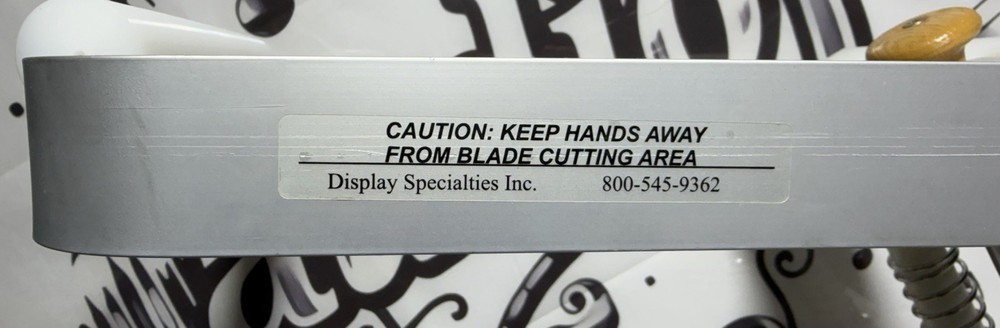 CAUTION: KEEP HANDS AWAY
FROM BLADE CUTTING AREA
Display Specialties Inc. 800-545-9362